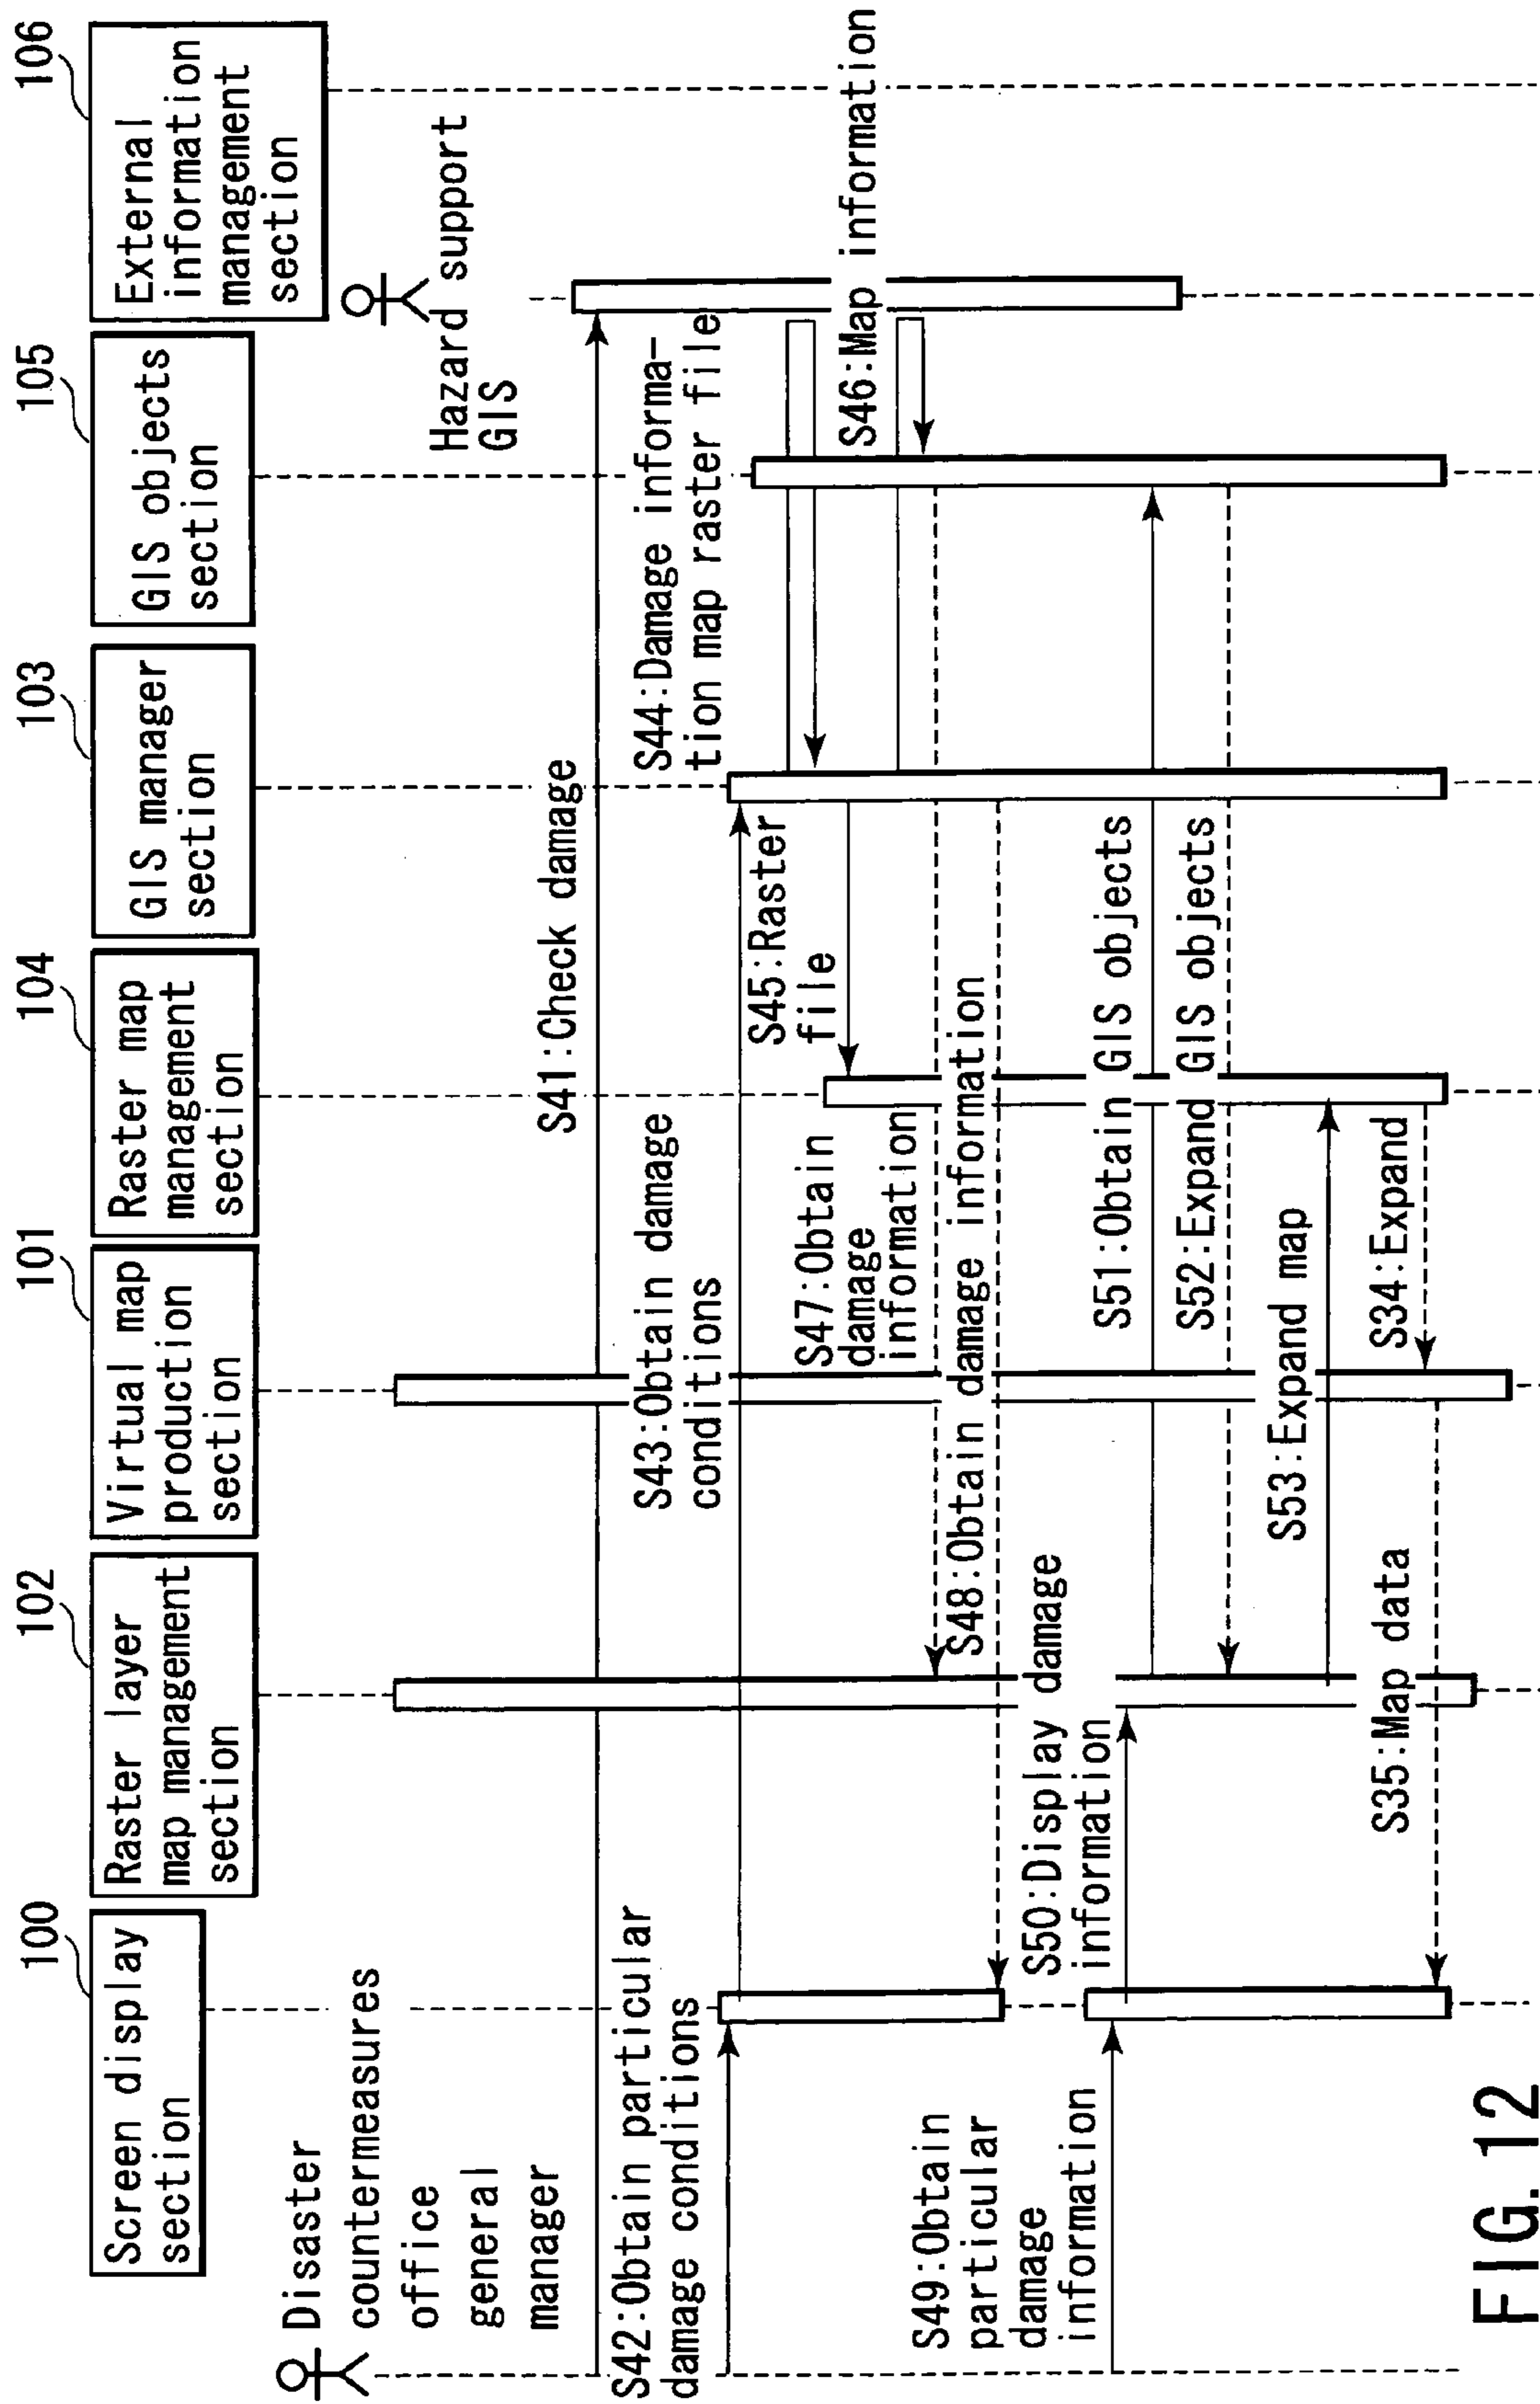 100
Screen display
section
102
Raster layer
map management
section
101
Virtual map
production
section
104
Raster map
management
section
103
GIS manager
section
105
GIS objects
section
106
External
information
management
section
Disaster
countermeasures
office
general
manager
Hazard support
GIS
S41:Check damage
S42:Obtain particular
damage conditions
S43:Obtain damage
conditions
S44:Damage informa-
tion map raster file
S45:Raster
file
S46:Map information
S47:Obtain
damage
information
S48:Obtain damage information
S49:Obtain
particular
damage
information
S50:Display damage
information
S51:Obtain GIS objects
S52:Expand GIS objects
S53:Expand map
S34:Expand
S35:Map data
FIG.12